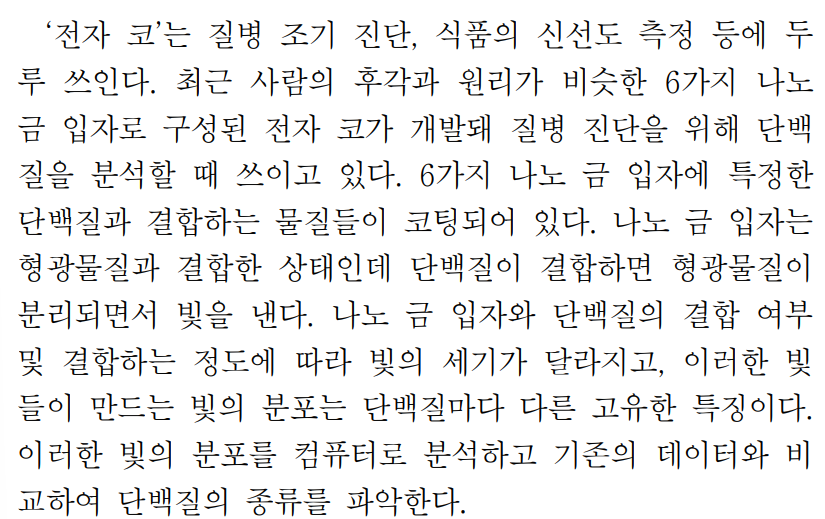 ‘전자 코’는 질병 조기 진단, 식품의 신선도 측정 등에 두
루 쓰인다. 최근 사람의 후각과 원리가 비슷한 6가지 나노
금 입자로 구성된 전자 코가 개발돼 질병 진단을 위해 단백
질을 분석할 때 쓰이고 있다. 6가지 나노 금 입자에 특정한
단백질과 결합하는 물질들이 코팅되어 있다. 나노 금 입자는
형광물질과 결합한 상태인데 단백질이 결합하면 형광물질이
분리되면서 빛을 낸다. 나노 금 입자와 단백질의 결합 여부
및 결합하는 정도에 따라 빛의 세기가 달라지고, 이러한 빛
들이 만드는 빛의 분포는 단백질마다 다른 고유한 특징이다.
이러한 빛의 분포를 컴퓨터로 분석하고 기존의 데이터와 비
교하여 단백질의 종류를 파악한다.